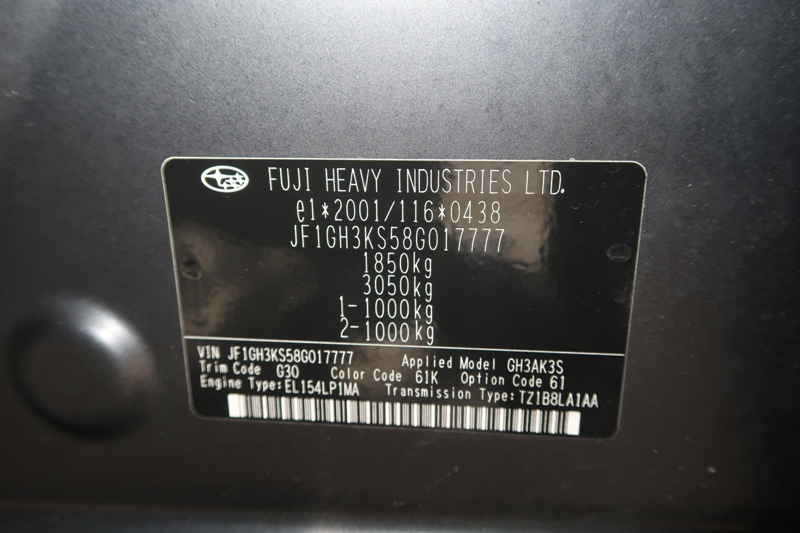 FUJI HEAVY INDUSTRIES LTD.
e1*2001/116*0438
JF1GH3KS58G017777
1850kg
3050kg
1-1000kg
2-1000kg
VIN JF1GH3KS58G017777 Applied Model GH3AK3S
Trim Code G30 Color Code 61K Option Code 61
Engine Type:EL154LP1MA Transmission Type:TZ1B8LA1AA